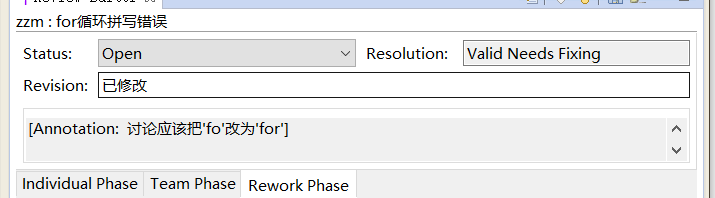 zzm : for循环拼写错误
Status: Open Resolution: Valid Needs Fixing
Revision: 已修改
[Annotation: 讨论应该把'fo'改为'for']
Individual Phase Team Phase Rework Phase